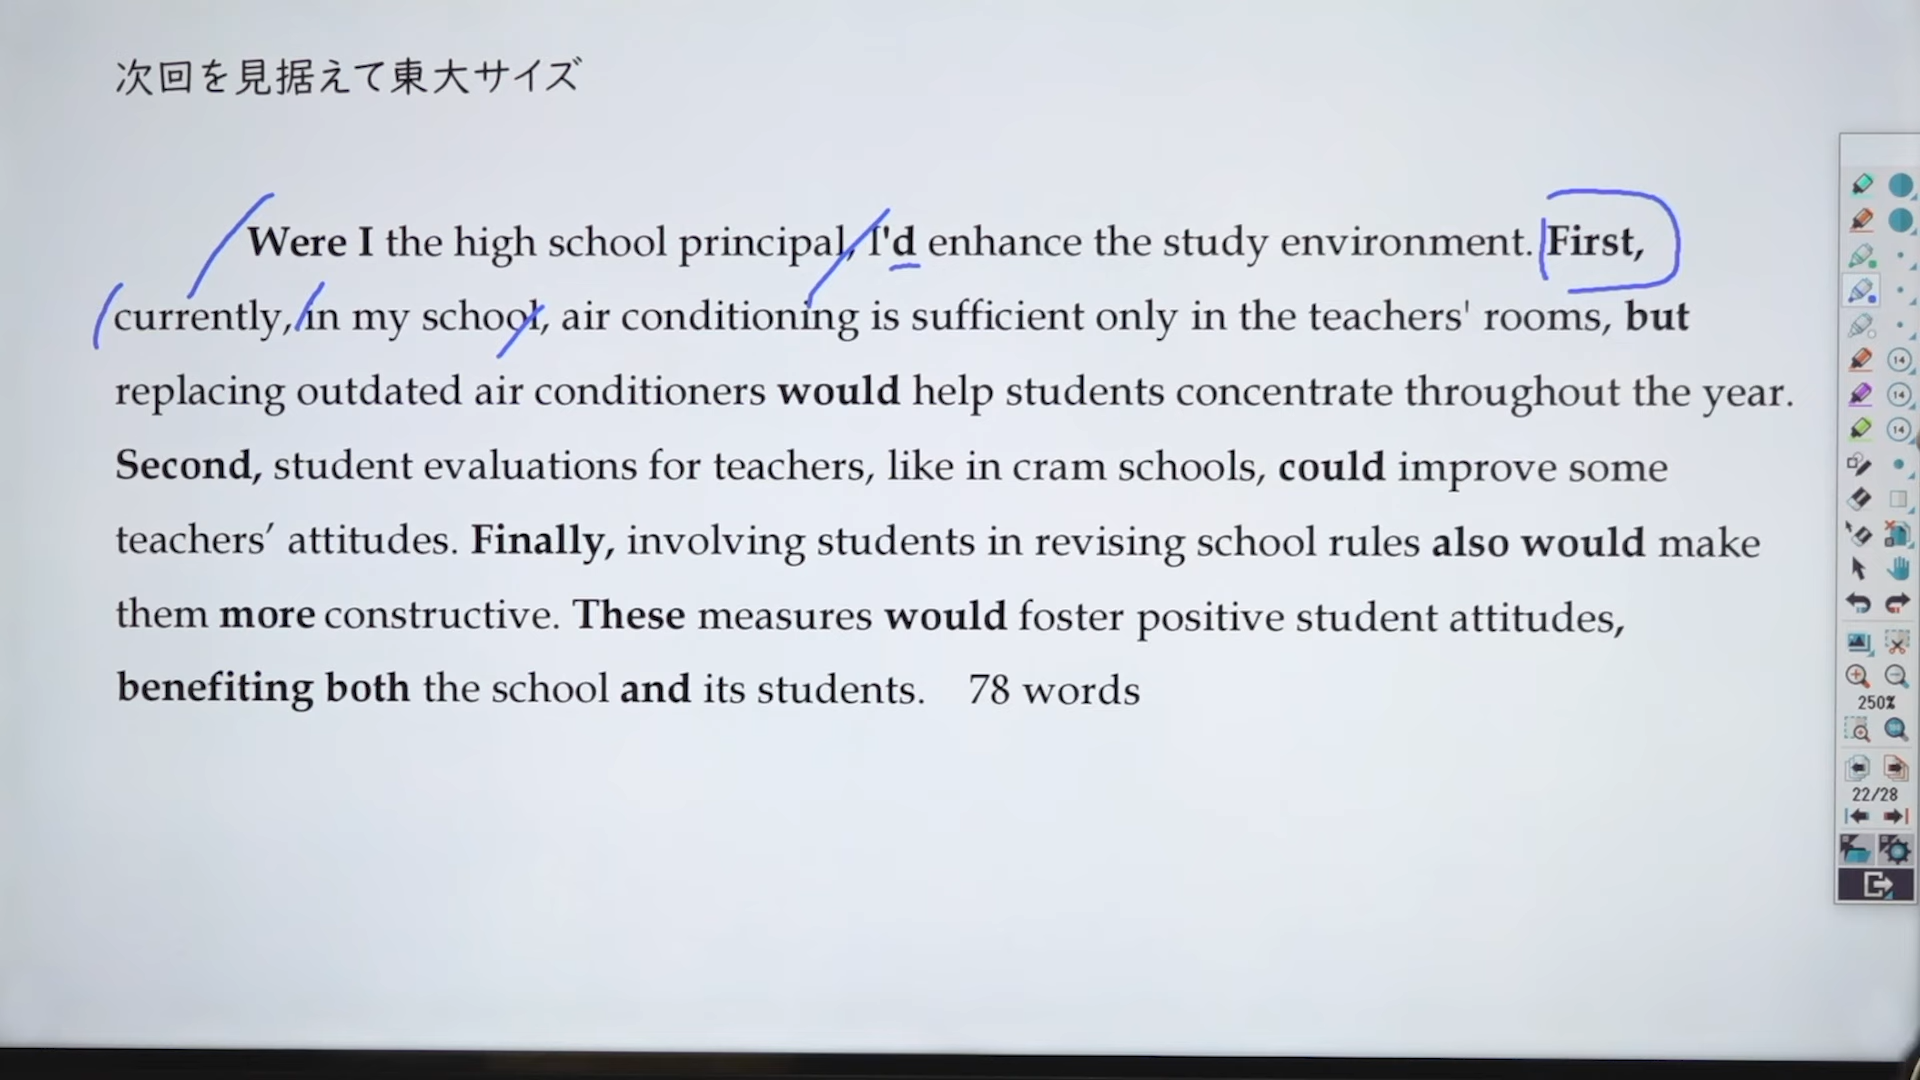 次回を見据えて東大サイズ
Were I the high school principal, I'd enhance the study environment. First,
currently, in my school, air conditioning is sufficient only in the teachers' rooms, but
replacing outdated air conditioners would help students concentrate throughout the year.
Second, student evaluations for teachers, like in cram schools, could improve some
teachers’ attitudes. Finally, involving students in revising school rules also would make
them more constructive. These measures would foster positive student attitudes,
benefiting both the school and its students. 78 words
14
14
14
250%
22/28